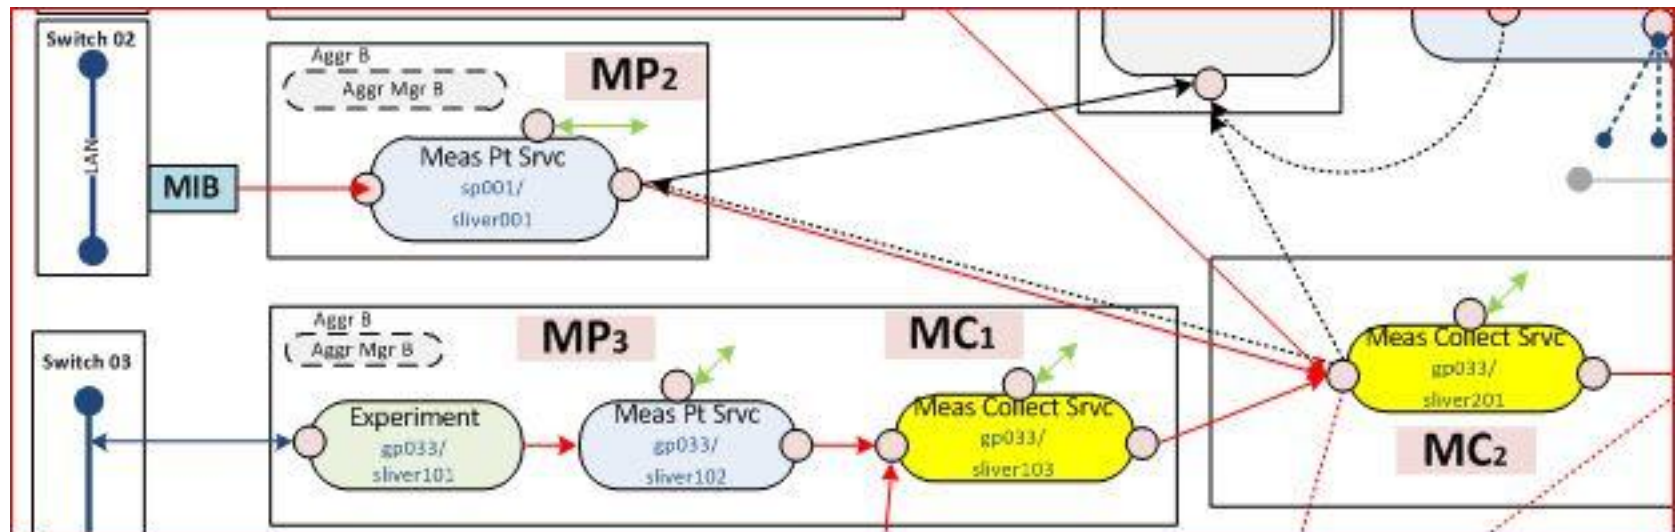 Switch 02
LAN
MIB
Aggr B
Aggr Mgr B
MP2
Meas Pt Srvc
sp001/
sliver001
Switch 03
Aggr B
Aggr Mgr B
MP3
MC1
Experiment
gp033/
sliver101
Meas Pt Srvc
gp033/
sliver102
Meas Collect Srvc
gp033/
sliver103
Meas Collect Srvc
gp033/
sliver201
MC2